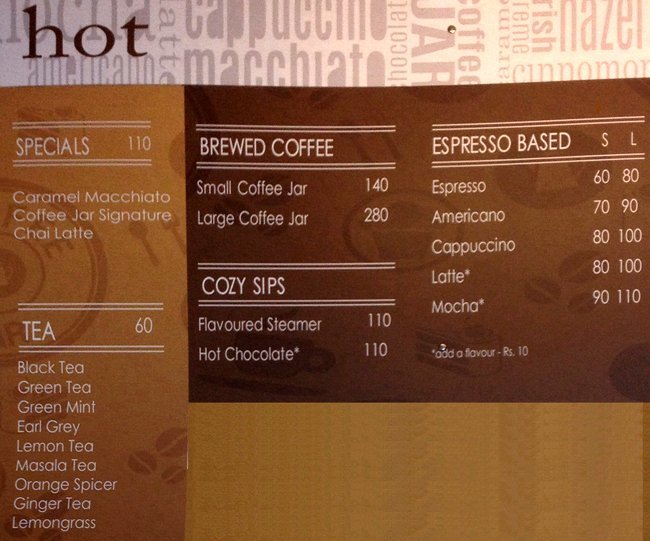 hot
americano
latte
cappuccino
macchiato
chocolate
JAR
coffee
creme
irish
hazel
cinnomon
SPECIALS 110
Caramel Macchiato
Coffee Jar Signature
Chai Latte
TEA 60
Black Tea
Green Tea
Green Mint
Earl Grey
Lemon Tea
Masala Tea
Orange Spicer
Ginger Tea
Lemongrass
BREWED COFFEE
Small Coffee Jar 140
Large Coffee Jar 280
COZY SIPS
Flavoured Steamer 110
Hot Chocolate* 110
ESPRESSO BASED S L
Espresso 60 80
Americano 70 90
Cappuccino 80 100
Latte* 80 100
Mocha* 90 110
*add a flavour - Rs. 10